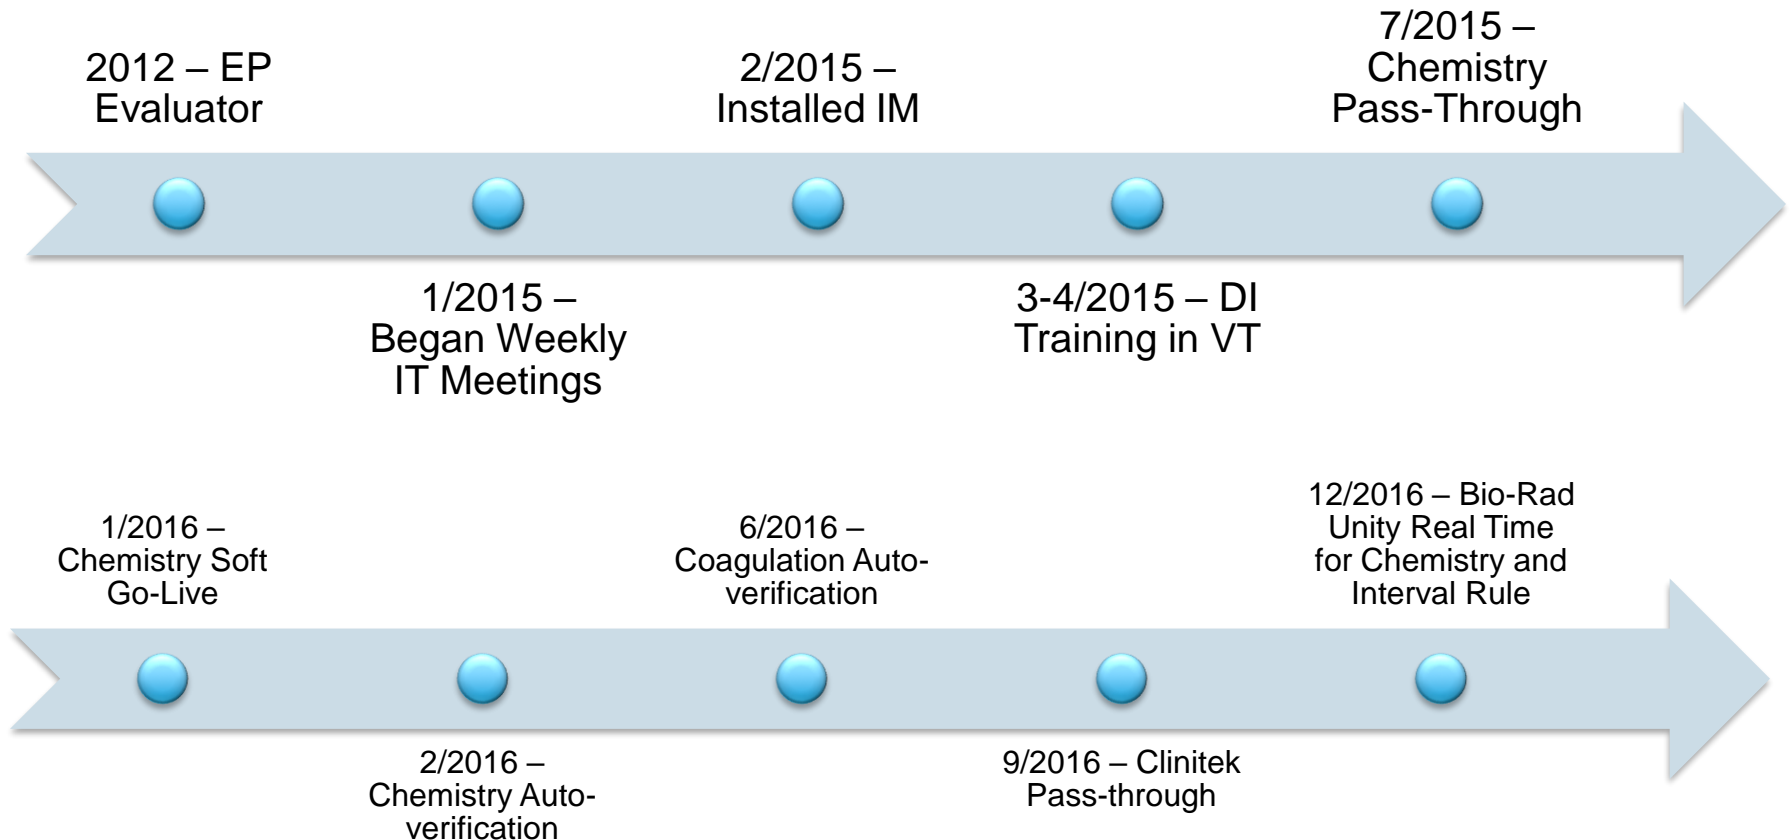 2012 – EP
Evaluator
1/2015 –
Began Weekly
IT Meetings
2/2015 –
Installed IM
3-4/2015 – DI
Training in VT
7/2015 –
Chemistry
Pass-Through
1/2016 –
Chemistry Soft
Go-Live
2/2016 –
Chemistry Auto-
verification
6/2016 –
Coagulation Auto-
verification
9/2016 – Clinitek
Pass-through
12/2016 – Bio-Rad
Unity Real Time
for Chemistry and
Interval Rule